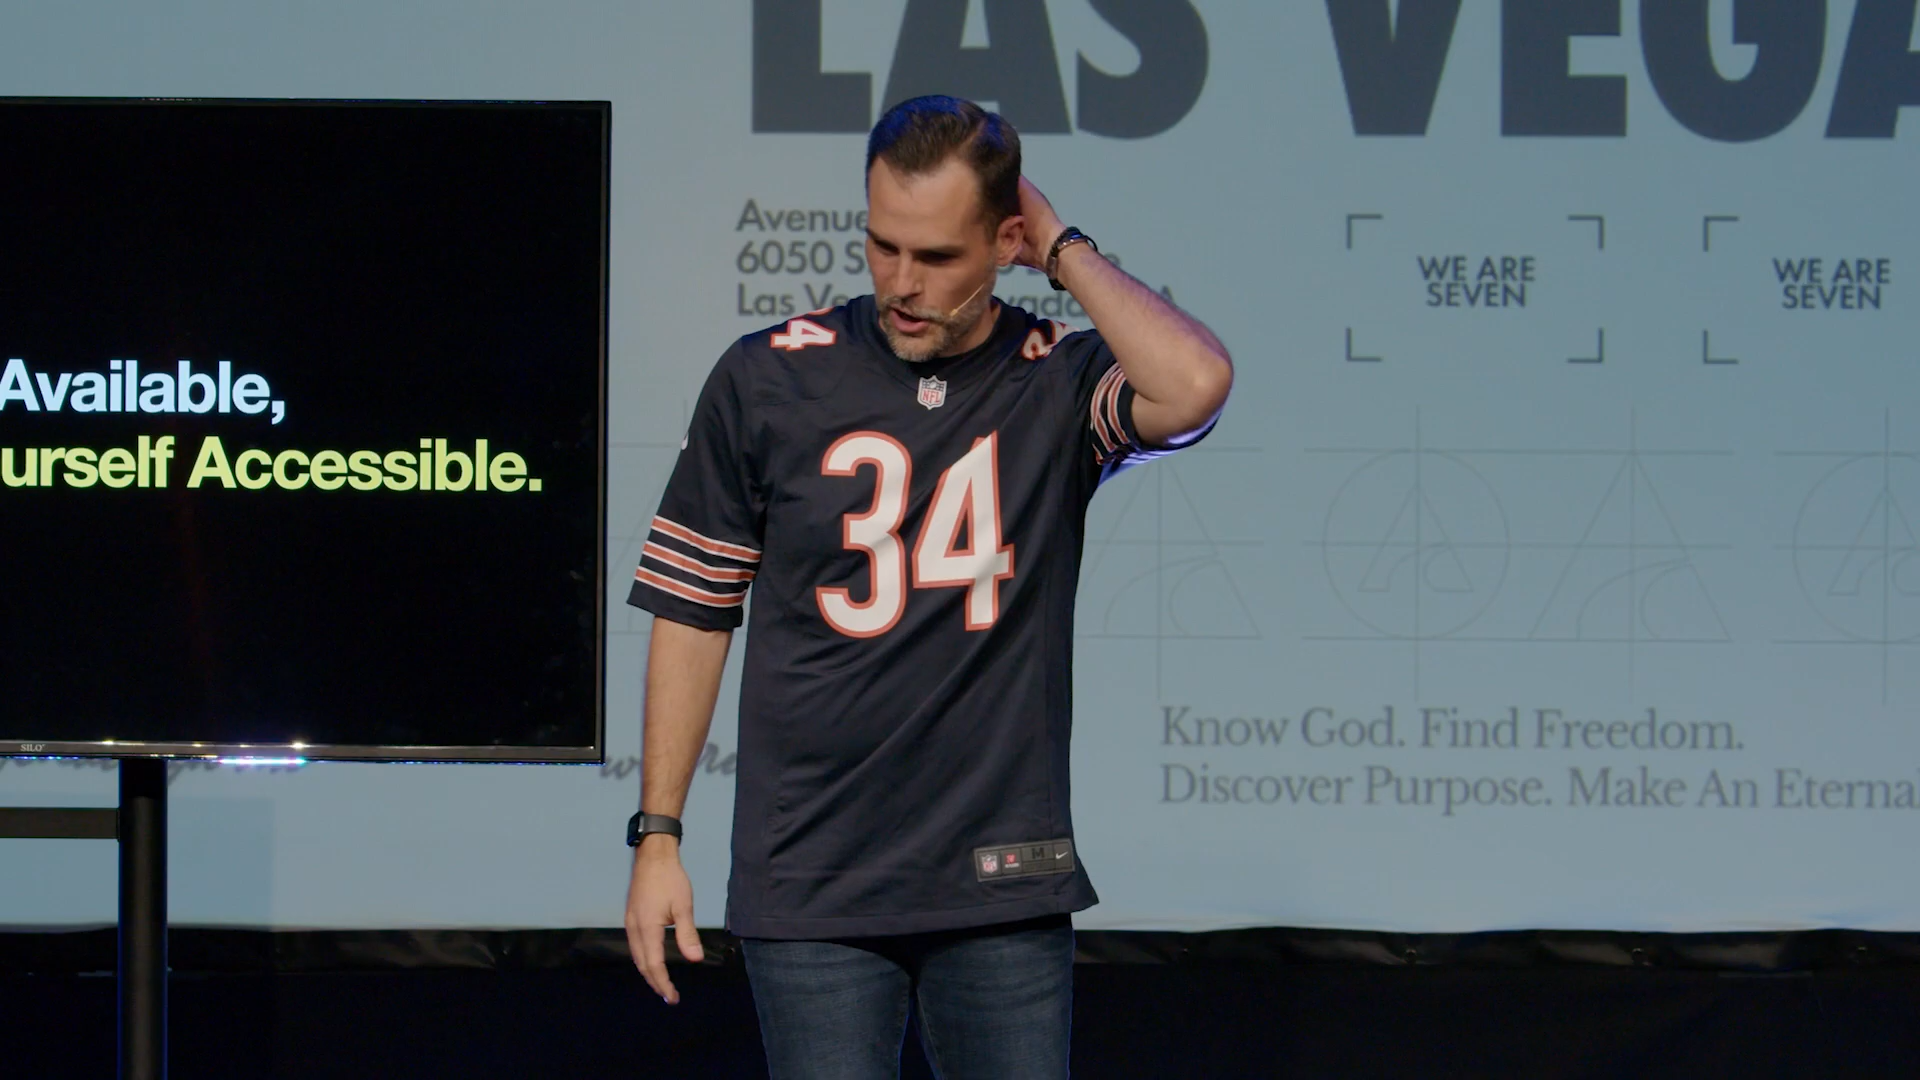 LAS VEGA
Avenue
6050 S
Las Ve
WE ARE
SEVEN
WE ARE
SEVEN
Available,
urself Accessible.
34
34
NFL
34
M
SILO
Know God. Find Freedom.
Discover Purpose. Make An Eternal